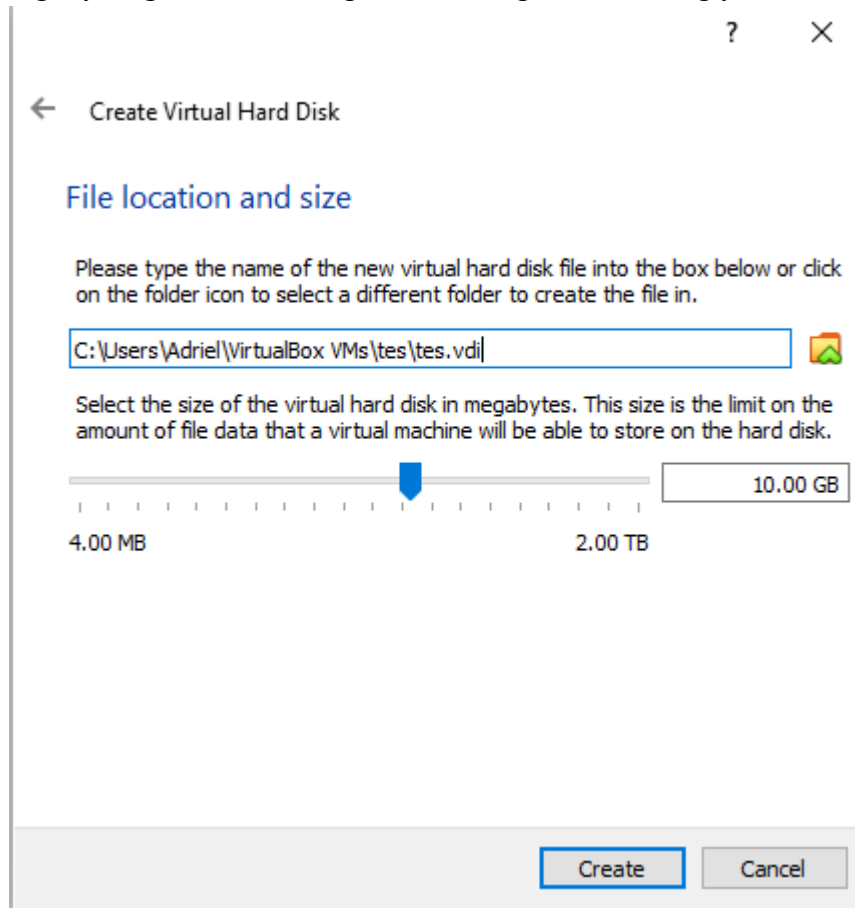 ?
Create Virtual Hard Disk
File location and size
Please type the name of the new virtual hard disk file into the box below or click
on the folder icon to select a different folder to create the file in.
C:\Users\Adriel\VirtualBox VMs\tes\tes.vdi
Select the size of the virtual hard disk in megabytes. This size is the limit on the
amount of file data that a virtual machine will be able to store on the hard disk.
10.00 GB
4.00 MB 2.00 TB
Create Cancel